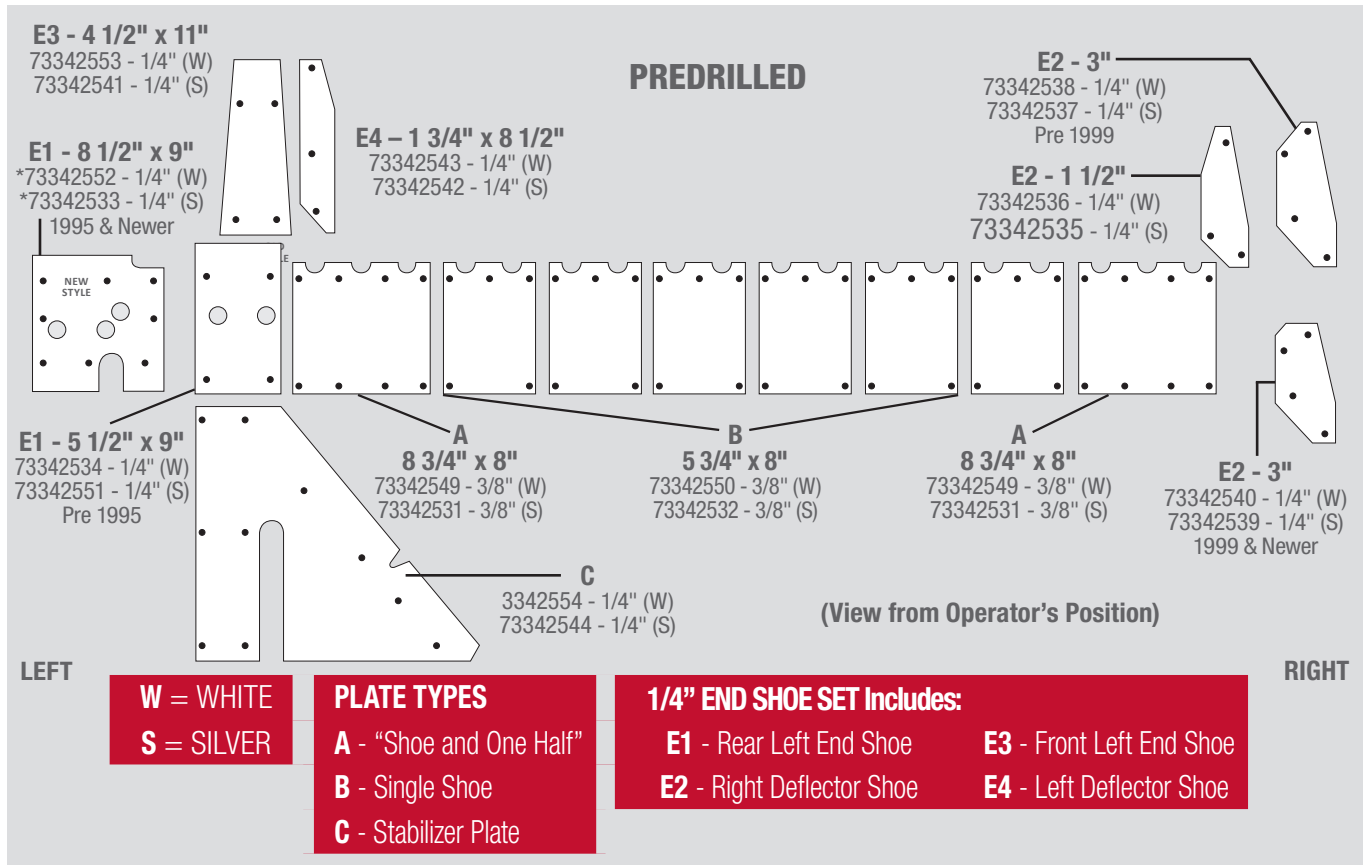 E3 - 4 1/2" x 11"
73342553 - 1/4" (W)
73342541 - 1/4" (S)
PREDRILLED
E2 - 3"
73342538 - 1/4" (W)
73342537 - 1/4" (S)
Pre 1999
E4 – 1 3/4" x 8 1/2"
73342543 - 1/4" (W)
73342542 - 1/4" (S)
E1 - 8 1/2" x 9"
*73342552 - 1/4" (W)
*73342533 - 1/4" (S)
1995 & Newer
E2 - 1 1/2"
73342536 - 1/4" (W)
73342535 - 1/4" (S)
NEW
STYLE
E1 - 5 1/2" x 9"
73342534 - 1/4" (W)
73342551 - 1/4" (S)
Pre 1995
A
8 3/4" x 8"
73342549 - 3/8" (W)
73342531 - 3/8" (S)
B
5 3/4" x 8"
73342550 - 3/8" (W)
73342532 - 3/8" (S)
A
8 3/4" x 8"
73342549 - 3/8" (W)
73342531 - 3/8" (S)
E2 - 3"
73342540 - 1/4" (W)
73342539 - 1/4" (S)
1999 & Newer
C
3342554 - 1/4" (W)
73342544 - 1/4" (S)
(View from Operator's Position)
LEFT
RIGHT
W = WHITE
S = SILVER
PLATE TYPES
A - “Shoe and One Half”
B - Single Shoe
C - Stabilizer Plate
1/4” END SHOE SET Includes:
E1 - Rear Left End Shoe
E2 - Right Deflector Shoe
E3 - Front Left End Shoe
E4 - Left Deflector Shoe